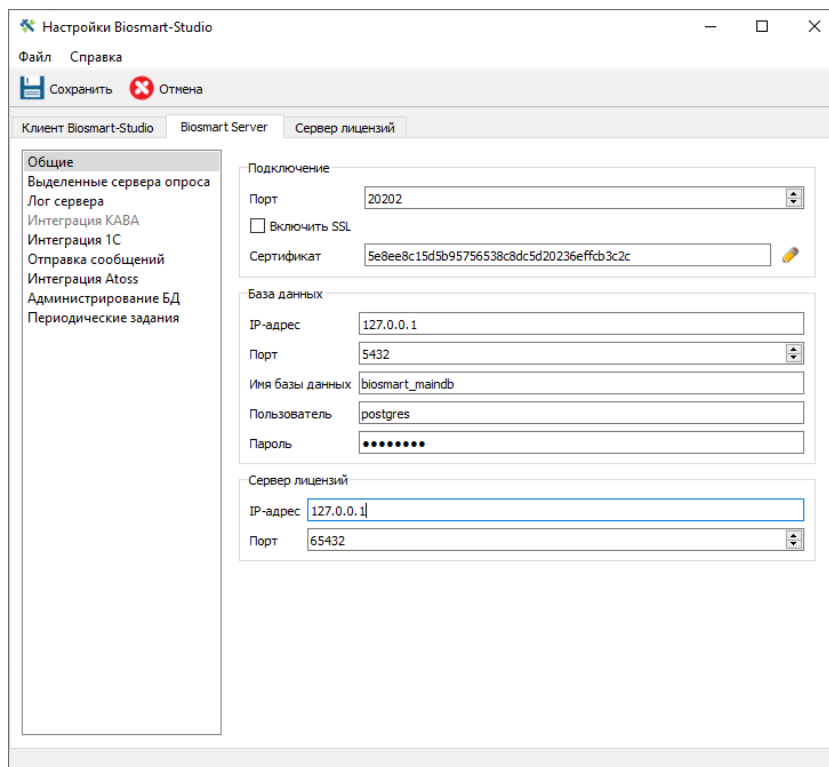 Настройки Biosmart-Studio
Файл Справка
Сохранить Отмена
Клиент Biosmart-Studio Biosmart Server Сервер лицензий
Общие
Выделенные сервера опроса
Лог сервера
Интеграция КАВА
Интеграция 1С
Отправка сообщений
Интеграция Atoss
Администрирование БД
Периодические задания
Подключение
Порт 20202
Включить SSL
Сертификат 5e8ee8c15d5b95756538c8dc5d20236effcb3c2c
База данных
IP-адрес 127.0.0.1
Порт 5432
Имя базы данных biosmart_maindb
Пользователь postgres
Пароль ●●●●●●●●
Сервер лицензий
IP-адрес 127.0.0.1
Порт 65432